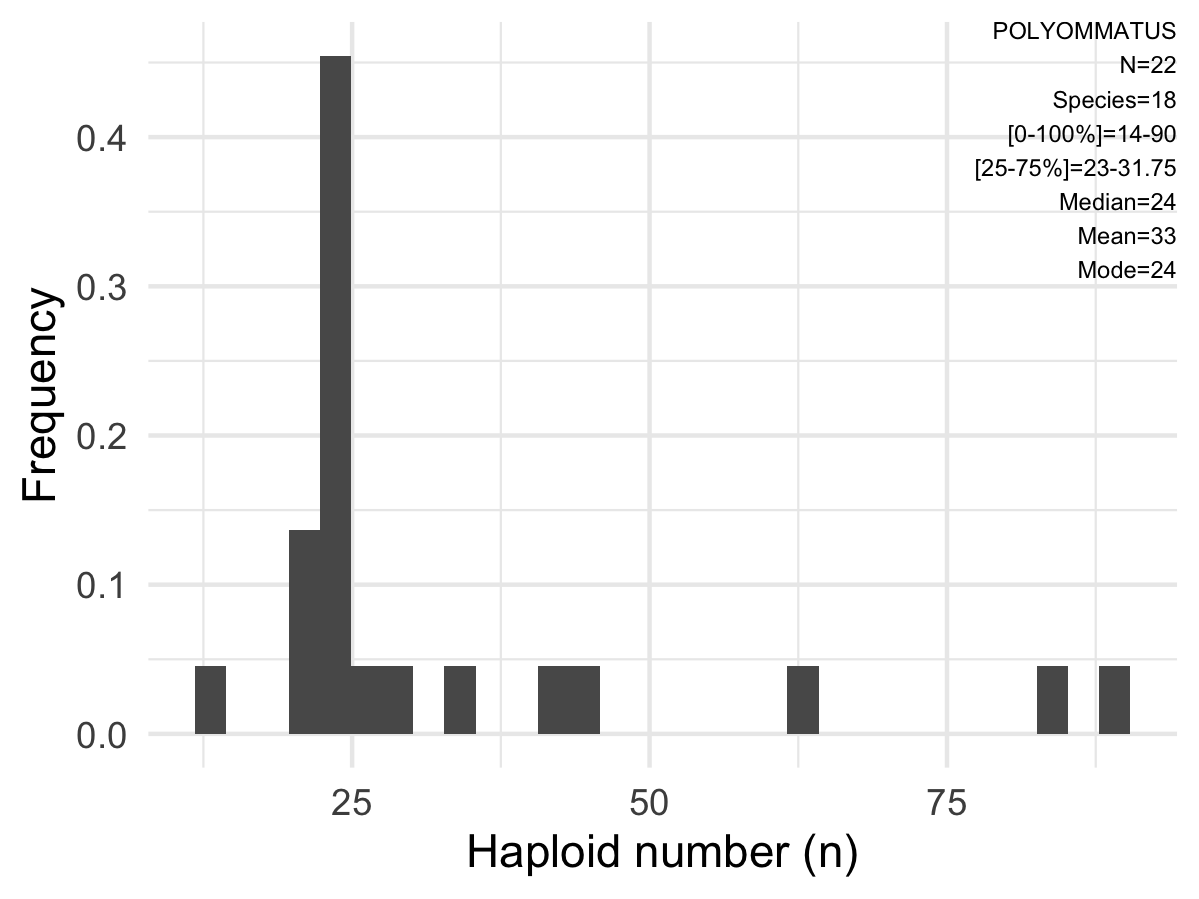 POLYOMMATUS
N=22
Species=18
[0-100%]=14-90
[25-75%]=23-31.75
Median=24
Mean=33
Mode=24
Frequency
0.4
0.3
0.2
0.1
0.0
25 50 75
Haploid number (n)